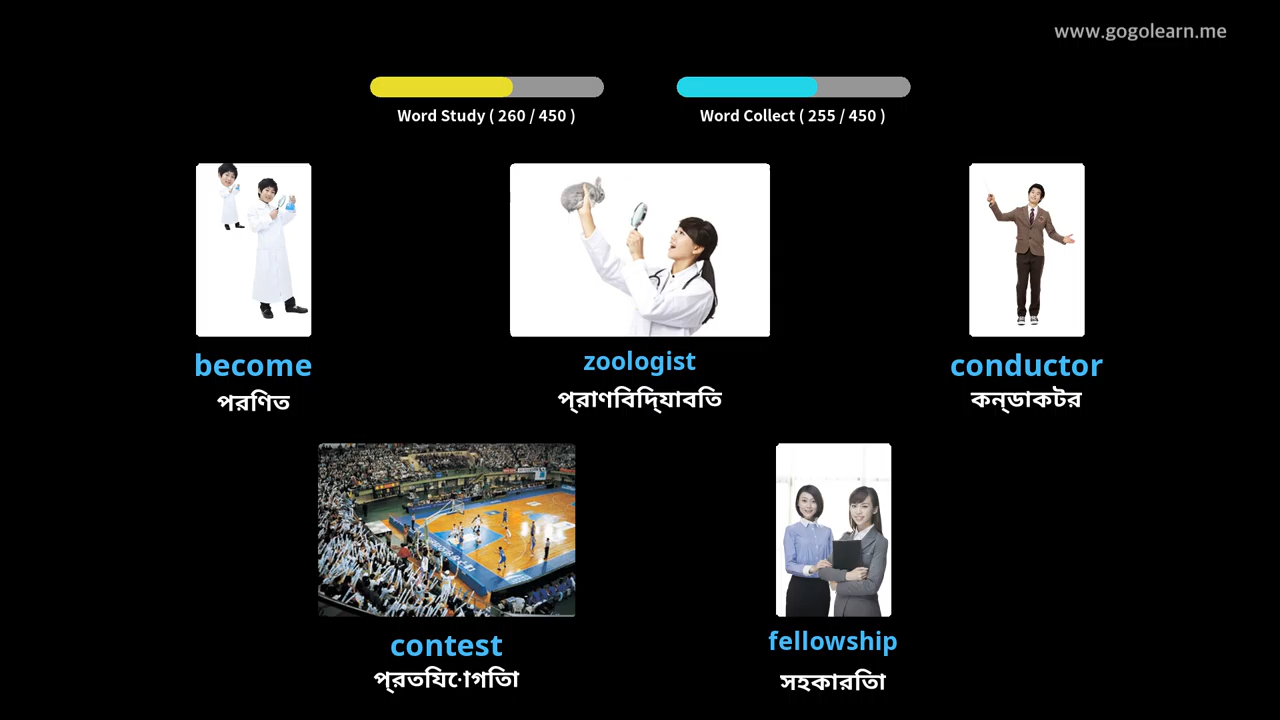 www.gogolearn.me
Word Study ( 260 / 450 )
Word Collect ( 255 / 450 )
become
পরিণত
zoologist
প্রাণিবিদ্যাবিত
conductor
কন্ডাকটর
contest
প্রতিযোগিতা
fellowship
সহকারিতা